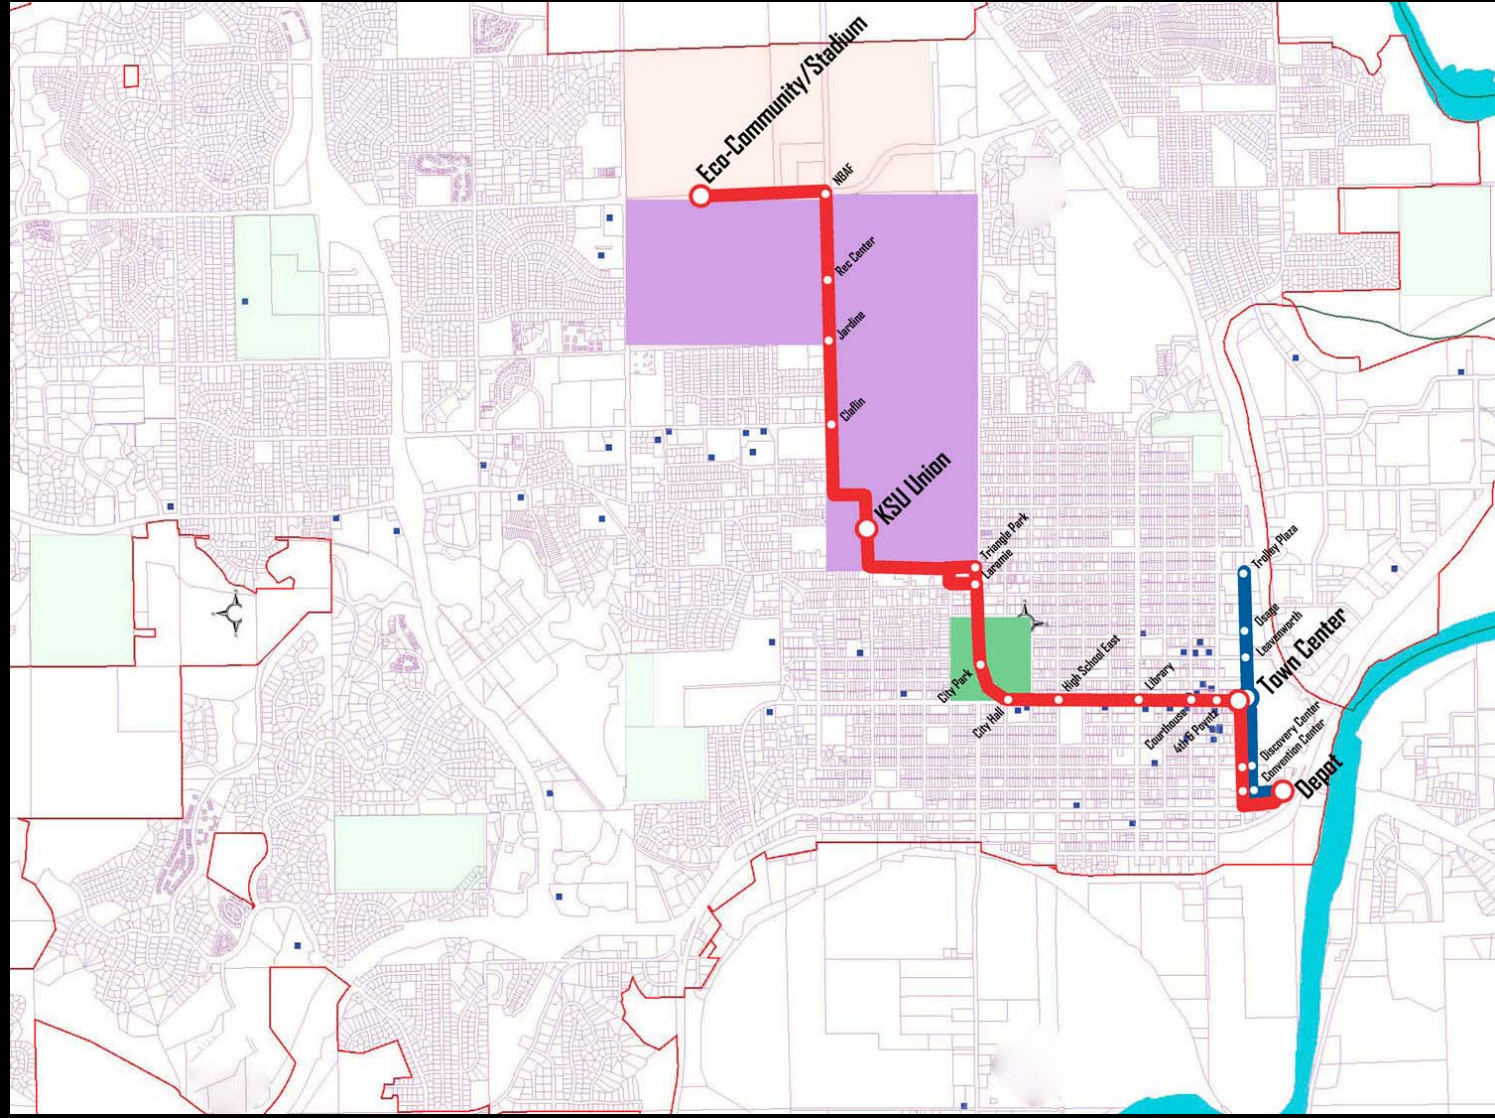 Eco-Community/Stadium
NBAF
Rec Center
Jardine
Claflin
KSU Union
Triangle Park
Laramie
Trolley Plaza
Osage
Leavenworth
Town Center
City Park
City Hall
High School East
Library
Courthouse
4th & Poyntz
Discovery Center
Convention Center
Depot